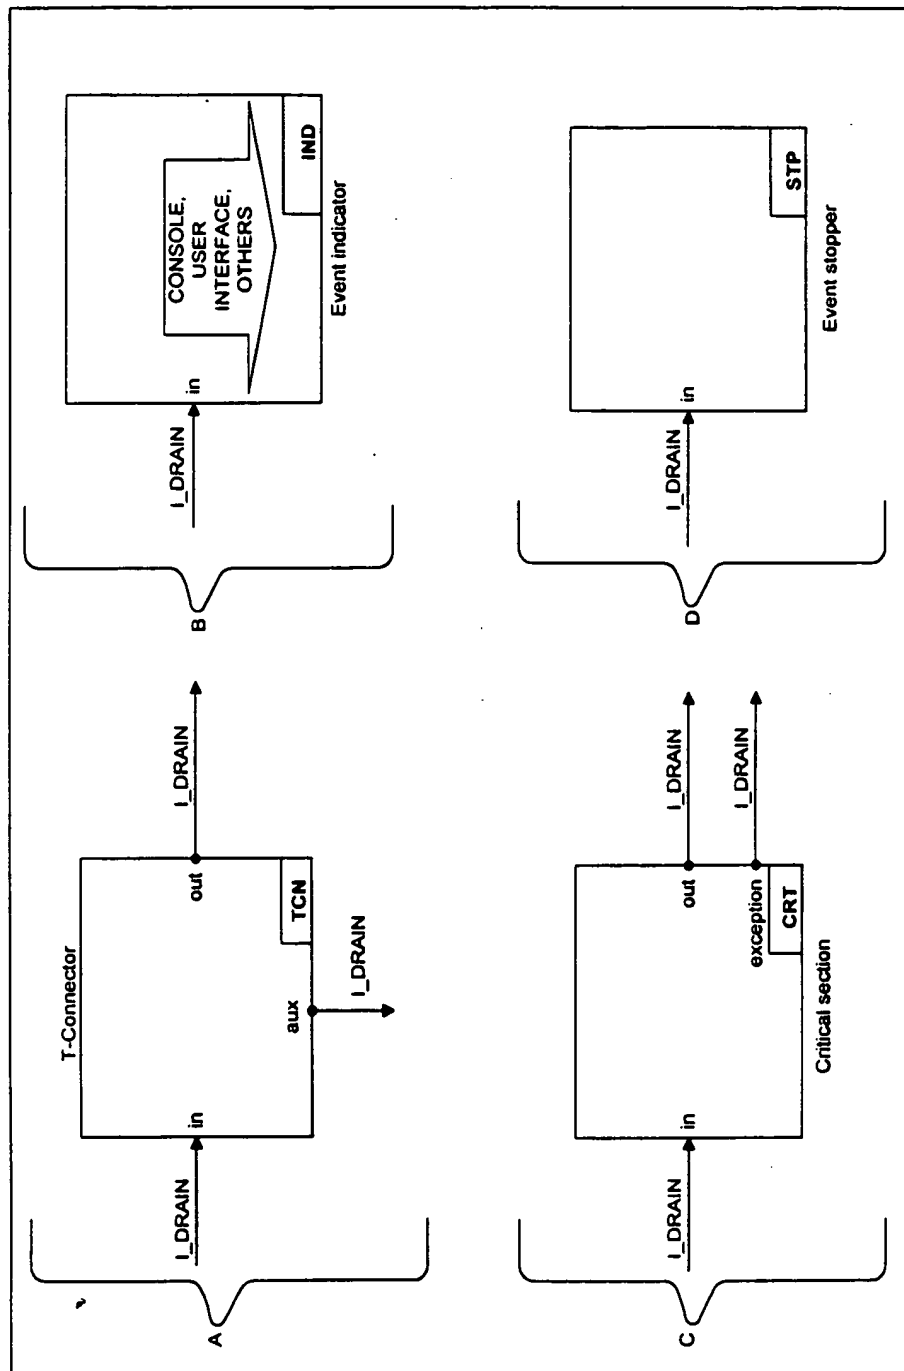 A
I_DRAIN
T-Connector
in
out
aux
TCN
I_DRAIN
I_DRAIN
B
I_DRAIN
in
CONSOLE,
USER
INTERFACE,
OTHERS
IND
Event indicator
C
I_DRAIN
in
out
exception
CRT
I_DRAIN
I_DRAIN
Critical section
D
I_DRAIN
in
STP
Event stopper